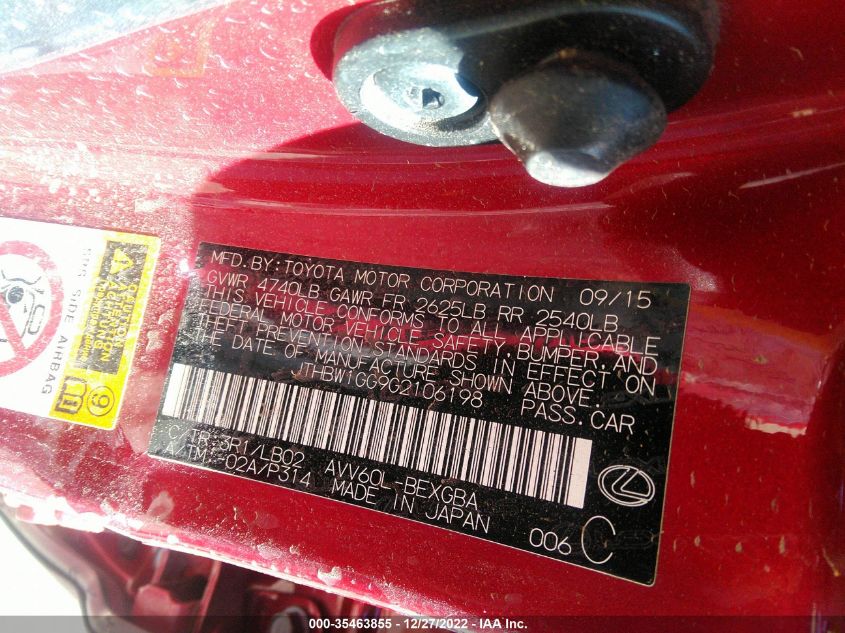 MFD. BY: TOYOTA MOTOR CORPORATION 09/15
GVWR 4740LB GAWR FR 2625LB RR 2540LB
THIS VEHICLE CONFORMS TO ALL APPLICABLE
FEDERAL MOTOR VEHICLE SAFETY, BUMPER, AND
THEFT PREVENTION STANDARDS IN EFFECT ON
THE DATE OF MANUFACTURE SHOWN ABOVE.
JTHBW1GG9G2106198 PASS. CAR
C/TR: 3R1/LB02 AVV60L-BEXGBA
A/TM: -02A/P314 MADE IN JAPAN
006 C
SRS SIDE AIRBAG
CAUTION
9
000-35463855 - 12/27/2022 - IAA Inc.